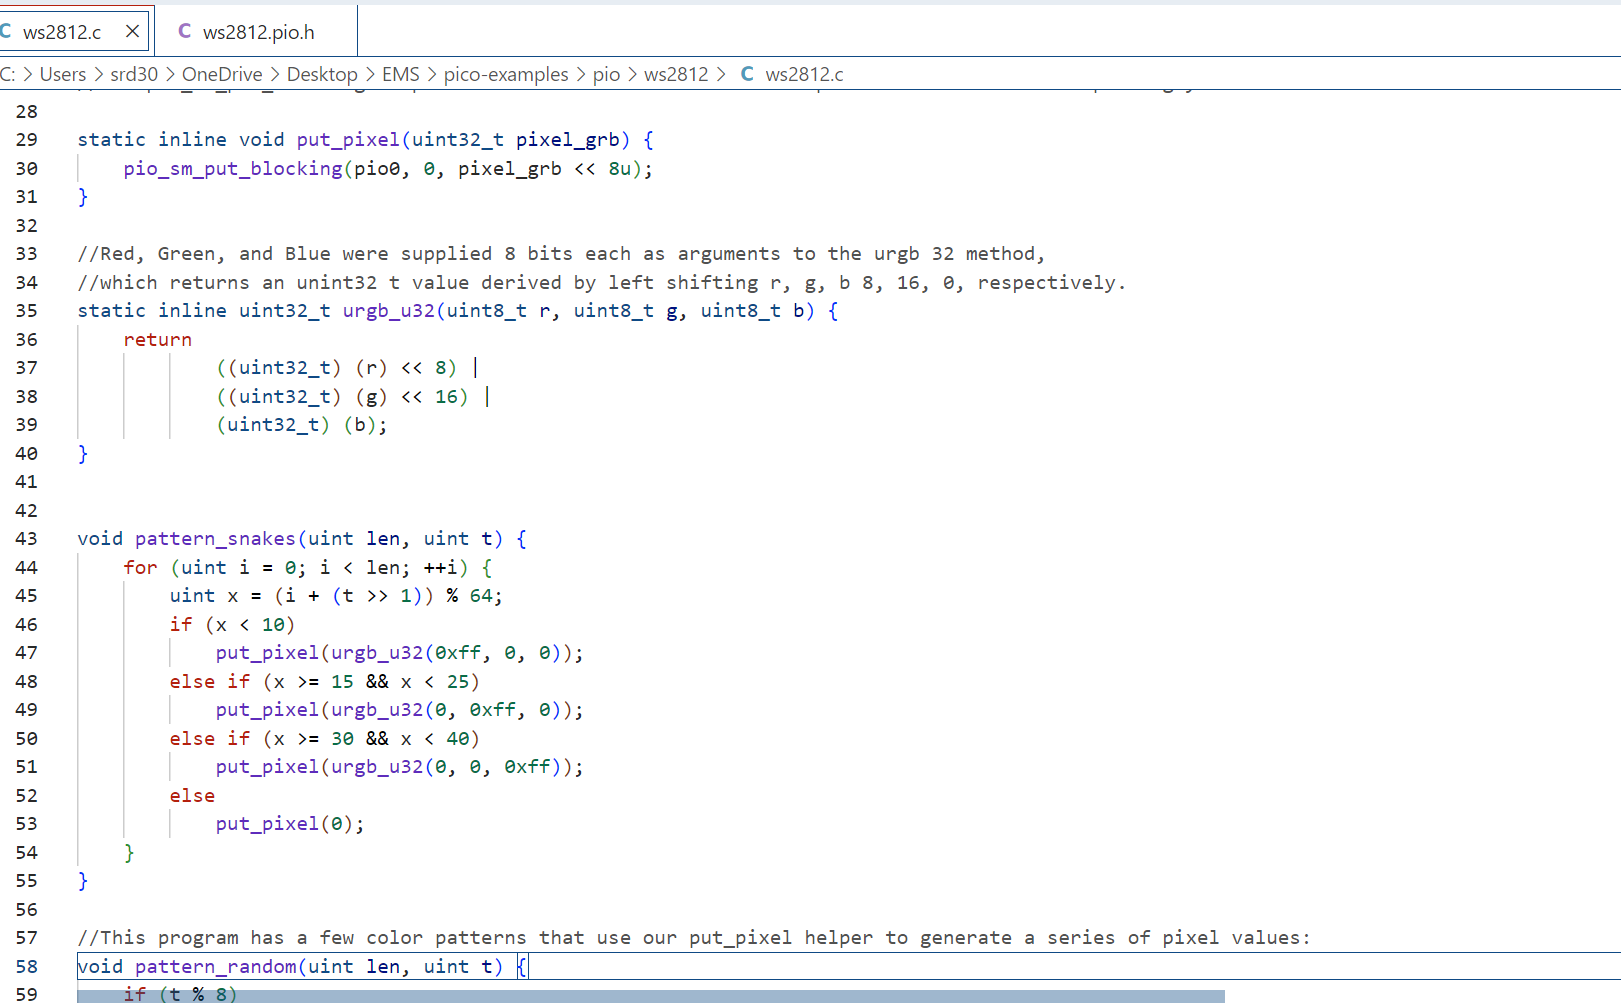 C ws2812.c ✕ C ws2812.pio.h
C: > Users > srd30 > OneDrive > Desktop > EMS > pico-examples > pio > ws2812 > C ws2812.c
28
29 static inline void put_pixel(uint32_t pixel_grb) {
30     pio_sm_put_blocking(pio0, 0, pixel_grb << 8u);
31 }
32
33 //Red, Green, and Blue were supplied 8 bits each as arguments to the urgb 32 method,
34 //which returns an unint32 t value derived by left shifting r, g, b 8, 16, 0, respectively.
35 static inline uint32_t urgb_u32(uint8_t r, uint8_t g, uint8_t b) {
36     return
37             ((uint32_t) (r) << 8) |
38             ((uint32_t) (g) << 16) |
39             (uint32_t) (b);
40 }
41
42
43 void pattern_snakes(uint len, uint t) {
44     for (uint i = 0; i < len; ++i) {
45         uint x = (i + (t >> 1)) % 64;
46         if (x < 10)
47             put_pixel(urgb_u32(0xff, 0, 0));
48         else if (x >= 15 && x < 25)
49             put_pixel(urgb_u32(0, 0xff, 0));
50         else if (x >= 30 && x < 40)
51             put_pixel(urgb_u32(0, 0, 0xff));
52         else
53             put_pixel(0);
54     }
55 }
56
57 //This program has a few color patterns that use our put_pixel helper to generate a series of pixel values:
58 void pattern_random(uint len, uint t) {
59     if (t % 8)